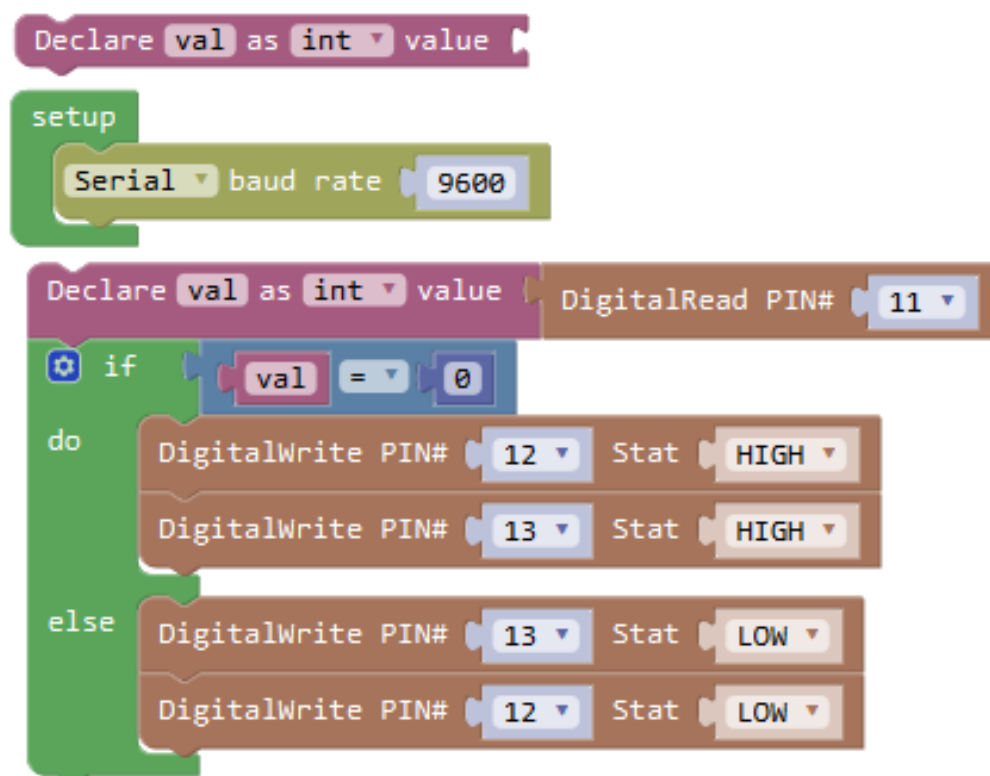 Declare val as int value
setup
Serial baud rate 9600
Declare val as int value DigitalRead PIN# 11
if val = 0
do DigitalWrite PIN# 12 Stat HIGH
DigitalWrite PIN# 13 Stat HIGH
else DigitalWrite PIN# 13 Stat LOW
DigitalWrite PIN# 12 Stat LOW